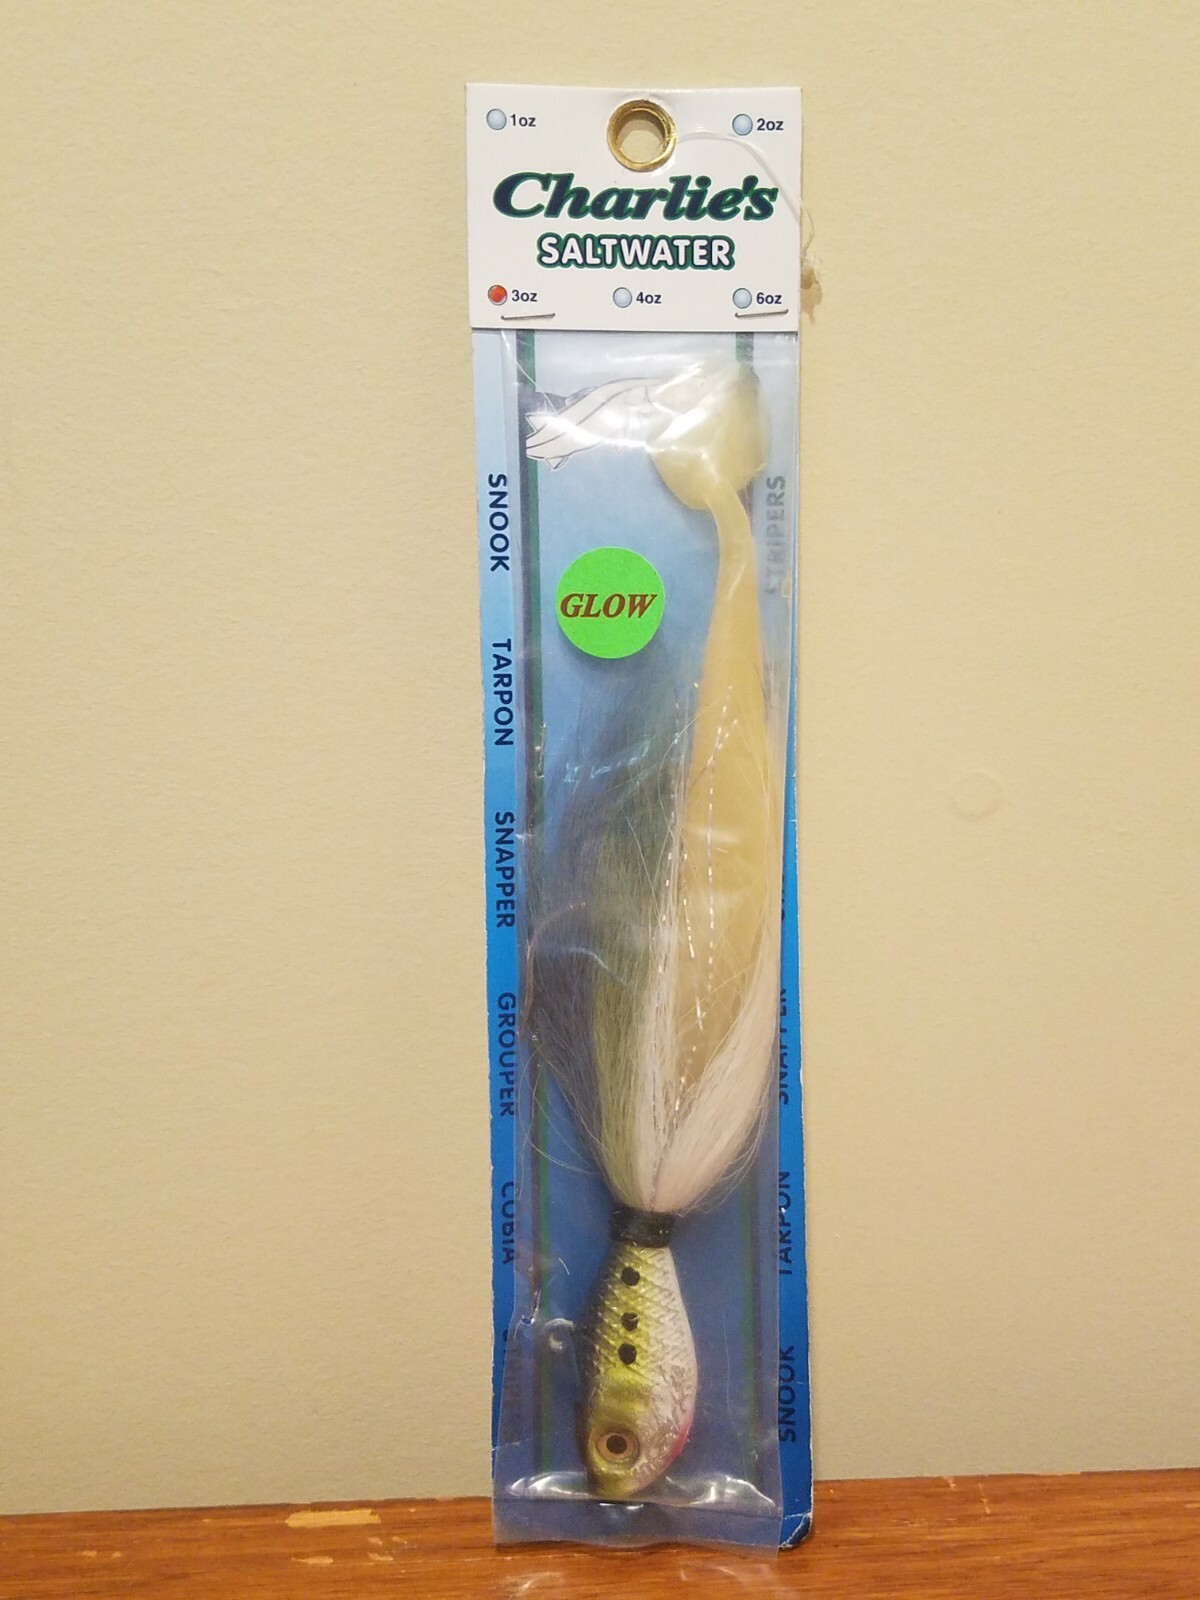 1oz
2oz
Charlie's
SALTWATER
3oz
4oz
6oz
GLOW
SNOOK TARPON SNAPPER GROUPER COBIA
STRIPERS
SNAPPER TARPON SNOOK